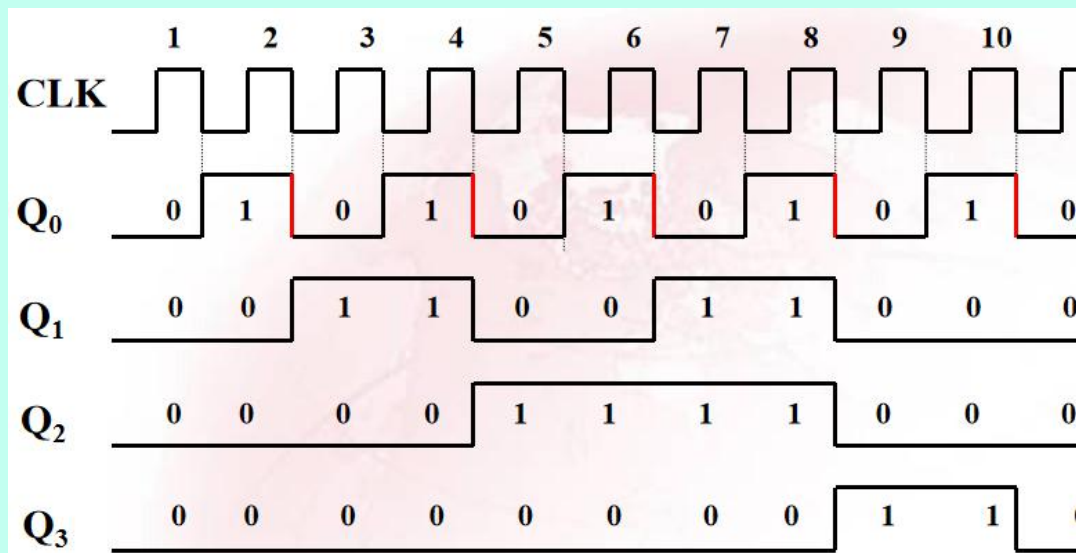 1 2 3 4 5 6 7 8 9 10
CLK
Q₀ 0 1 0 1 0 1 0 1 0 1 0
Q₁ 0 0 1 1 0 0 1 1 0 0 0
Q₂ 0 0 0 0 1 1 1 1 0 0 0
Q₃ 0 0 0 0 0 0 0 0 1 1